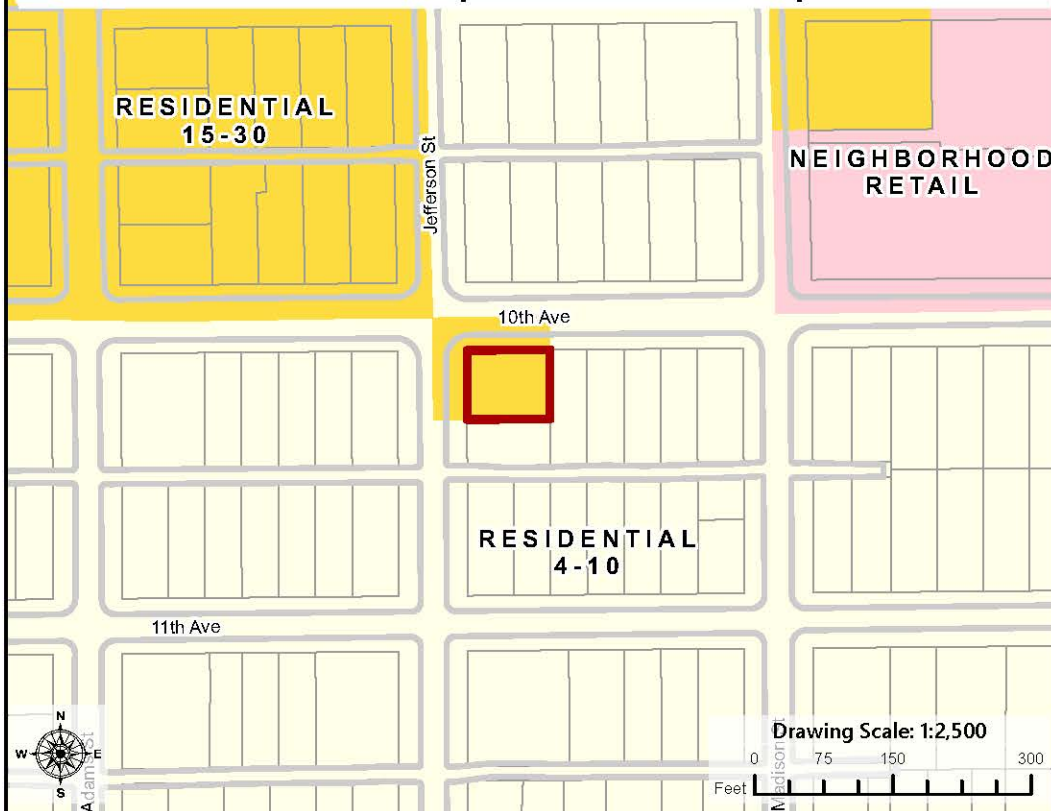 RESIDENTIAL
15-30
Jefferson St
NEIGHBORHOOD
RETAIL
10th Ave
RESIDENTIAL
4-10
11th Ave
N
W E
S
Adams St
Madison St
Drawing Scale: 1:2,500
0 75 150 300
Feet